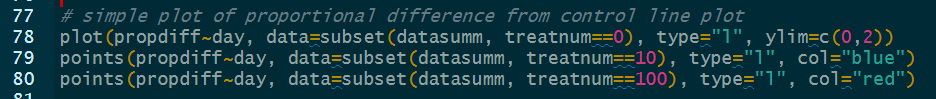 77 # simple plot of proportional difference from control line plot
78 plot(propdiff~day, data=subset(datasumm, treatnum==0), type="l", ylim=c(0,2))
79 points(propdiff~day, data=subset(datasumm, treatnum==10), type="l", col="blue")
80 points(propdiff~day, data=subset(datasumm, treatnum==100), type="l", col="red")